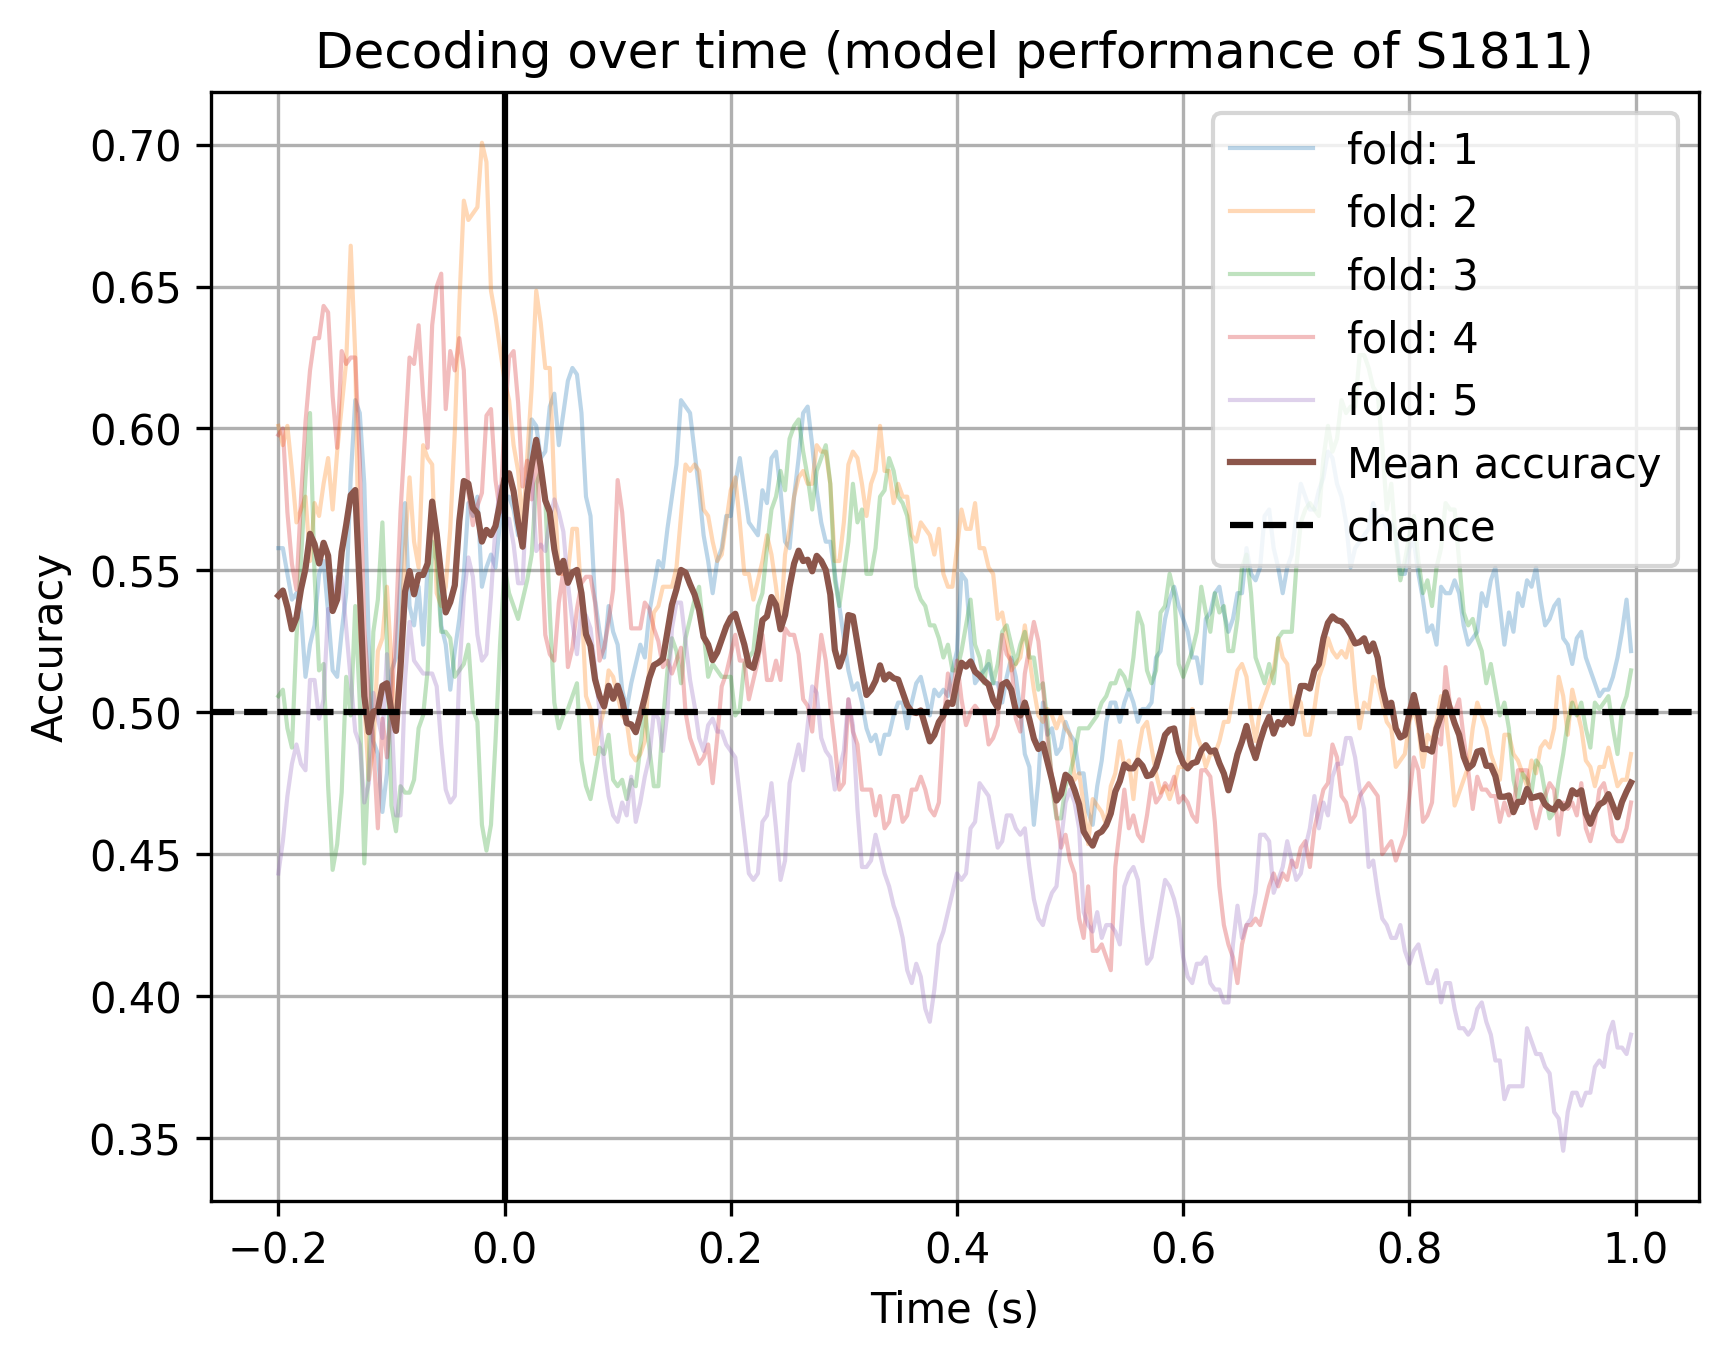 Decoding over time (model performance of S1811)
Accuracy
0.70
0.65
0.60
0.55
0.50
0.45
0.40
0.35
fold: 1
fold: 2
fold: 3
fold: 4
fold: 5
Mean accuracy
chance
−0.2 0.0 0.2 0.4 0.6 0.8 1.0
Time (s)